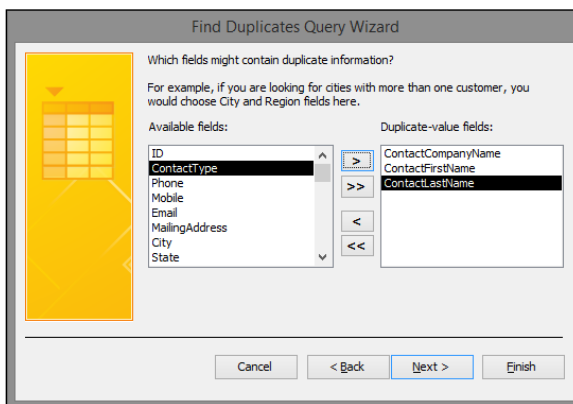 Find Duplicates Query Wizard
Which fields might contain duplicate information?
For example, if you are looking for cities with more than one customer, you
would choose City and Region fields here.
Available fields:
ID
ContactType
Phone
Mobile
Email
MailingAddress
City
State
>
>>
<
<<
Duplicate-value fields:
ContactCompanyName
ContactFirstName
ContactLastName
Cancel
< Back
Next >
Finish